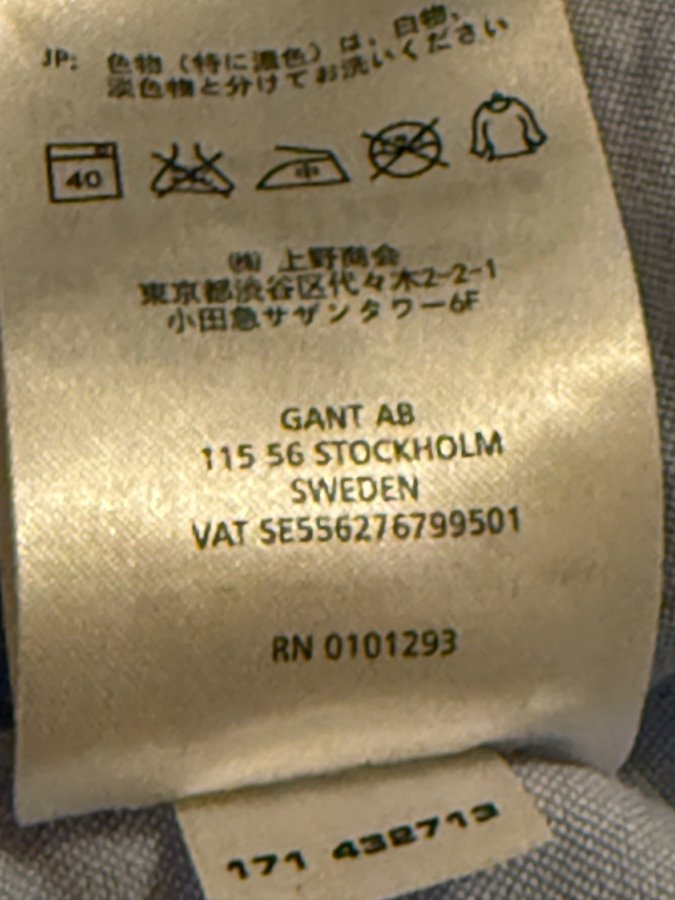 JP: 色物（特に濃色）は、白物、
淡色物と分けてお洗いください
40
㈱ 上野商会
東京都渋谷区代々木2-2-1
小田急サザンタワー6F
GANT AB
115 56 STOCKHOLM
SWEDEN
VAT SE556276799501
RN 0101293
171 432713